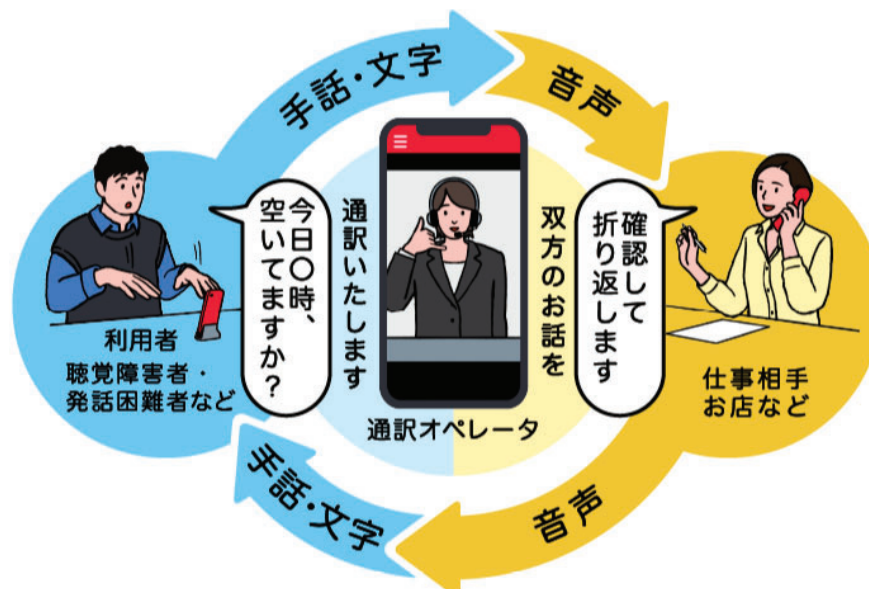 手話・文字
音声
今日〇時、
空いてますか?
通訳いたします
双方のお話を
確認して
折り返します
利用者
聴覚障害者・
発話困難者など
通訳オペレータ
仕事相手
お店など
手話・文字
音声